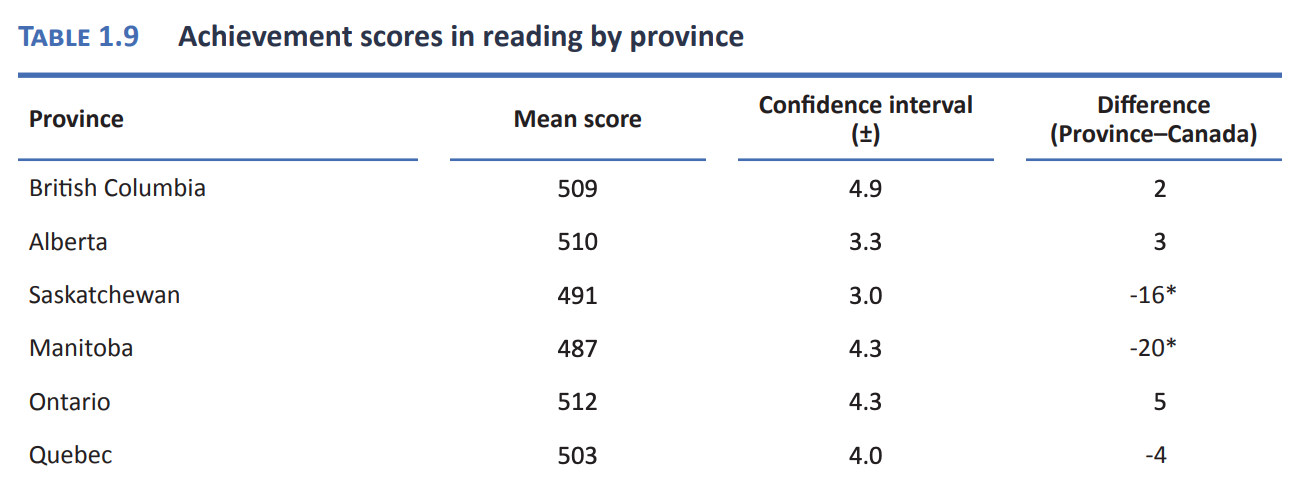 TABLE 1.9 Achievement scores in reading by province
Province Mean score Confidence interval (±) Difference (Province–Canada)
British Columbia 509 4.9 2
Alberta 510 3.3 3
Saskatchewan 491 3.0 -16*
Manitoba 487 4.3 -20*
Ontario 512 4.3 5
Quebec 503 4.0 -4